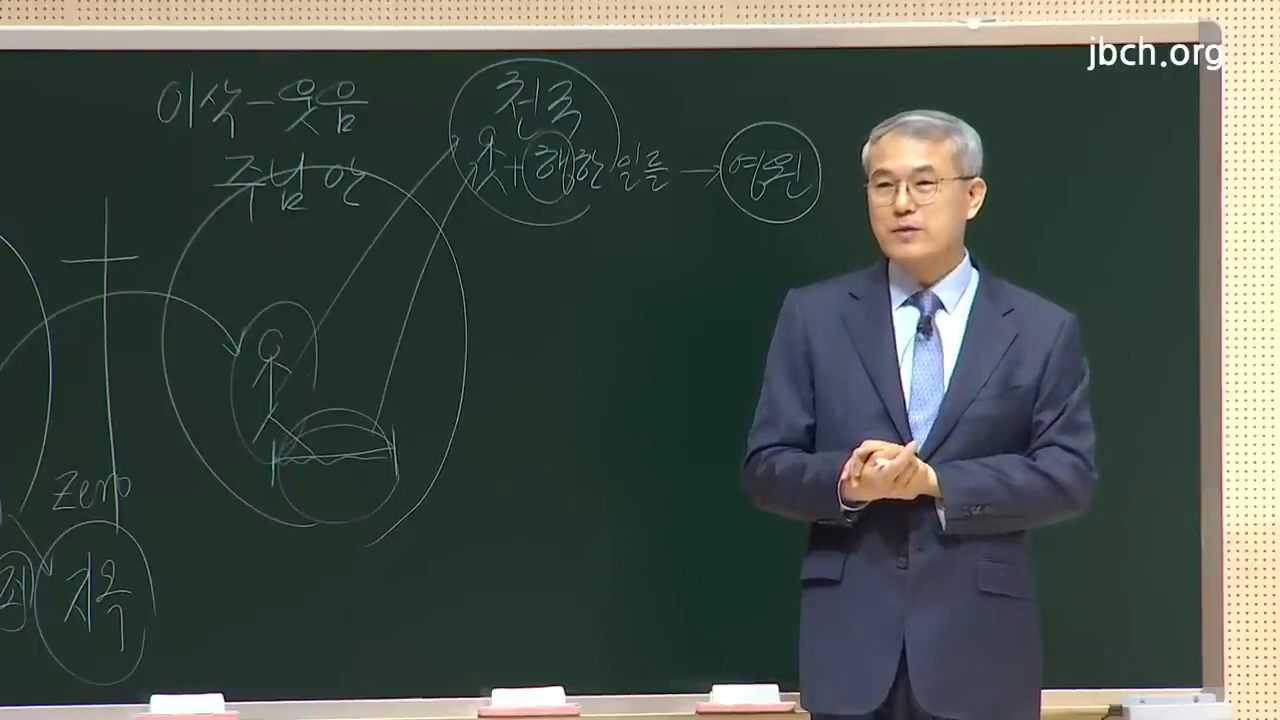 jbch.org
이삭-웃음
천국
주님 안
+행한 일들 → 영원
Zero
죄
지옥